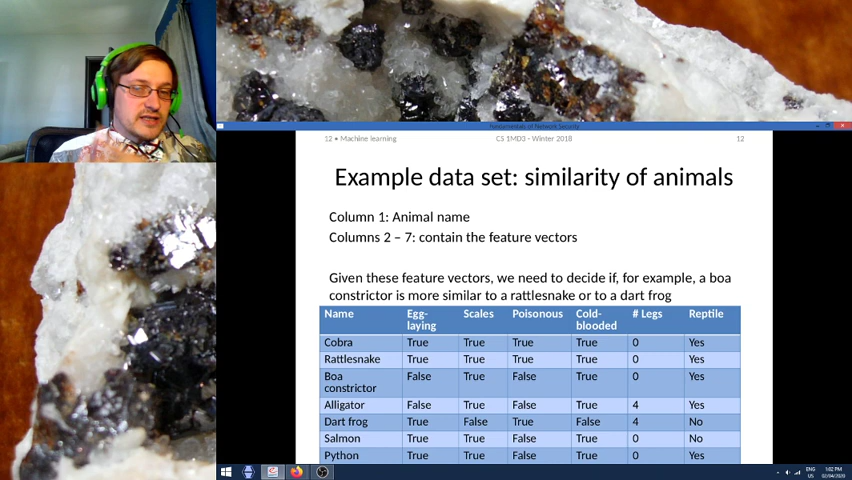 Fundamentals of Network Security
12 • Machine learning CS 1MD3 - Winter 2018 12
Example data set: similarity of animals
Column 1: Animal name
Columns 2 – 7: contain the feature vectors
Given these feature vectors, we need to decide if, for example, a boa
constrictor is more similar to a rattlesnake or to a dart frog
Name Egg-laying Scales Poisonous Cold-blooded # Legs Reptile
Cobra True True True True 0 Yes
Rattlesnake True True True True 0 Yes
Boa constrictor False True False True 0 Yes
Alligator False True False True 4 Yes
Dart frog True False True False 4 No
Salmon True True False True 0 No
Python True True False True 0 Yes
ENG 1:02 PM
US 02/04/2020